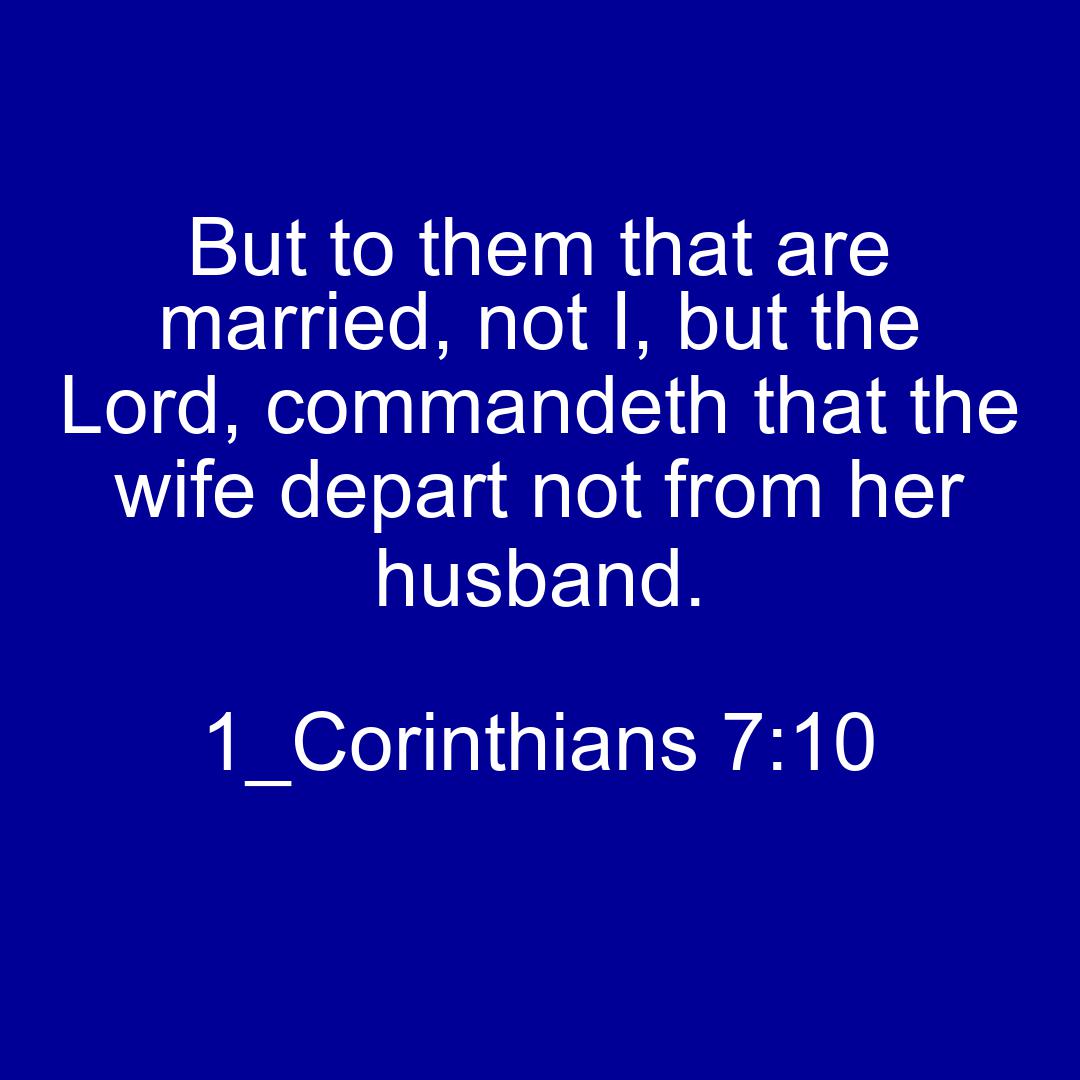 But to them that are
married, not I, but the
Lord, commandeth that the
wife depart not from her
husband.
1_Corinthians 7:10